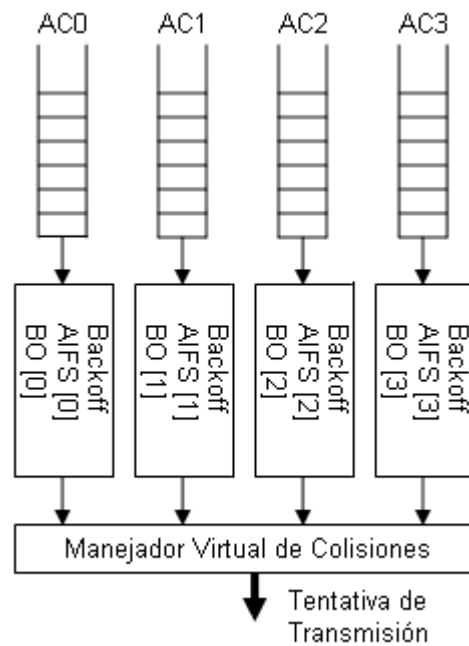 AC0 AC1 AC2 AC3
Backoff
AIFS [0]
BO [0]
Backoff
AIFS [1]
BO [1]
Backoff
AIFS [2]
BO [2]
Backoff
AIFS [3]
BO [3]
Manejador Virtual de Colisiones
Tentativa de
Transmisión